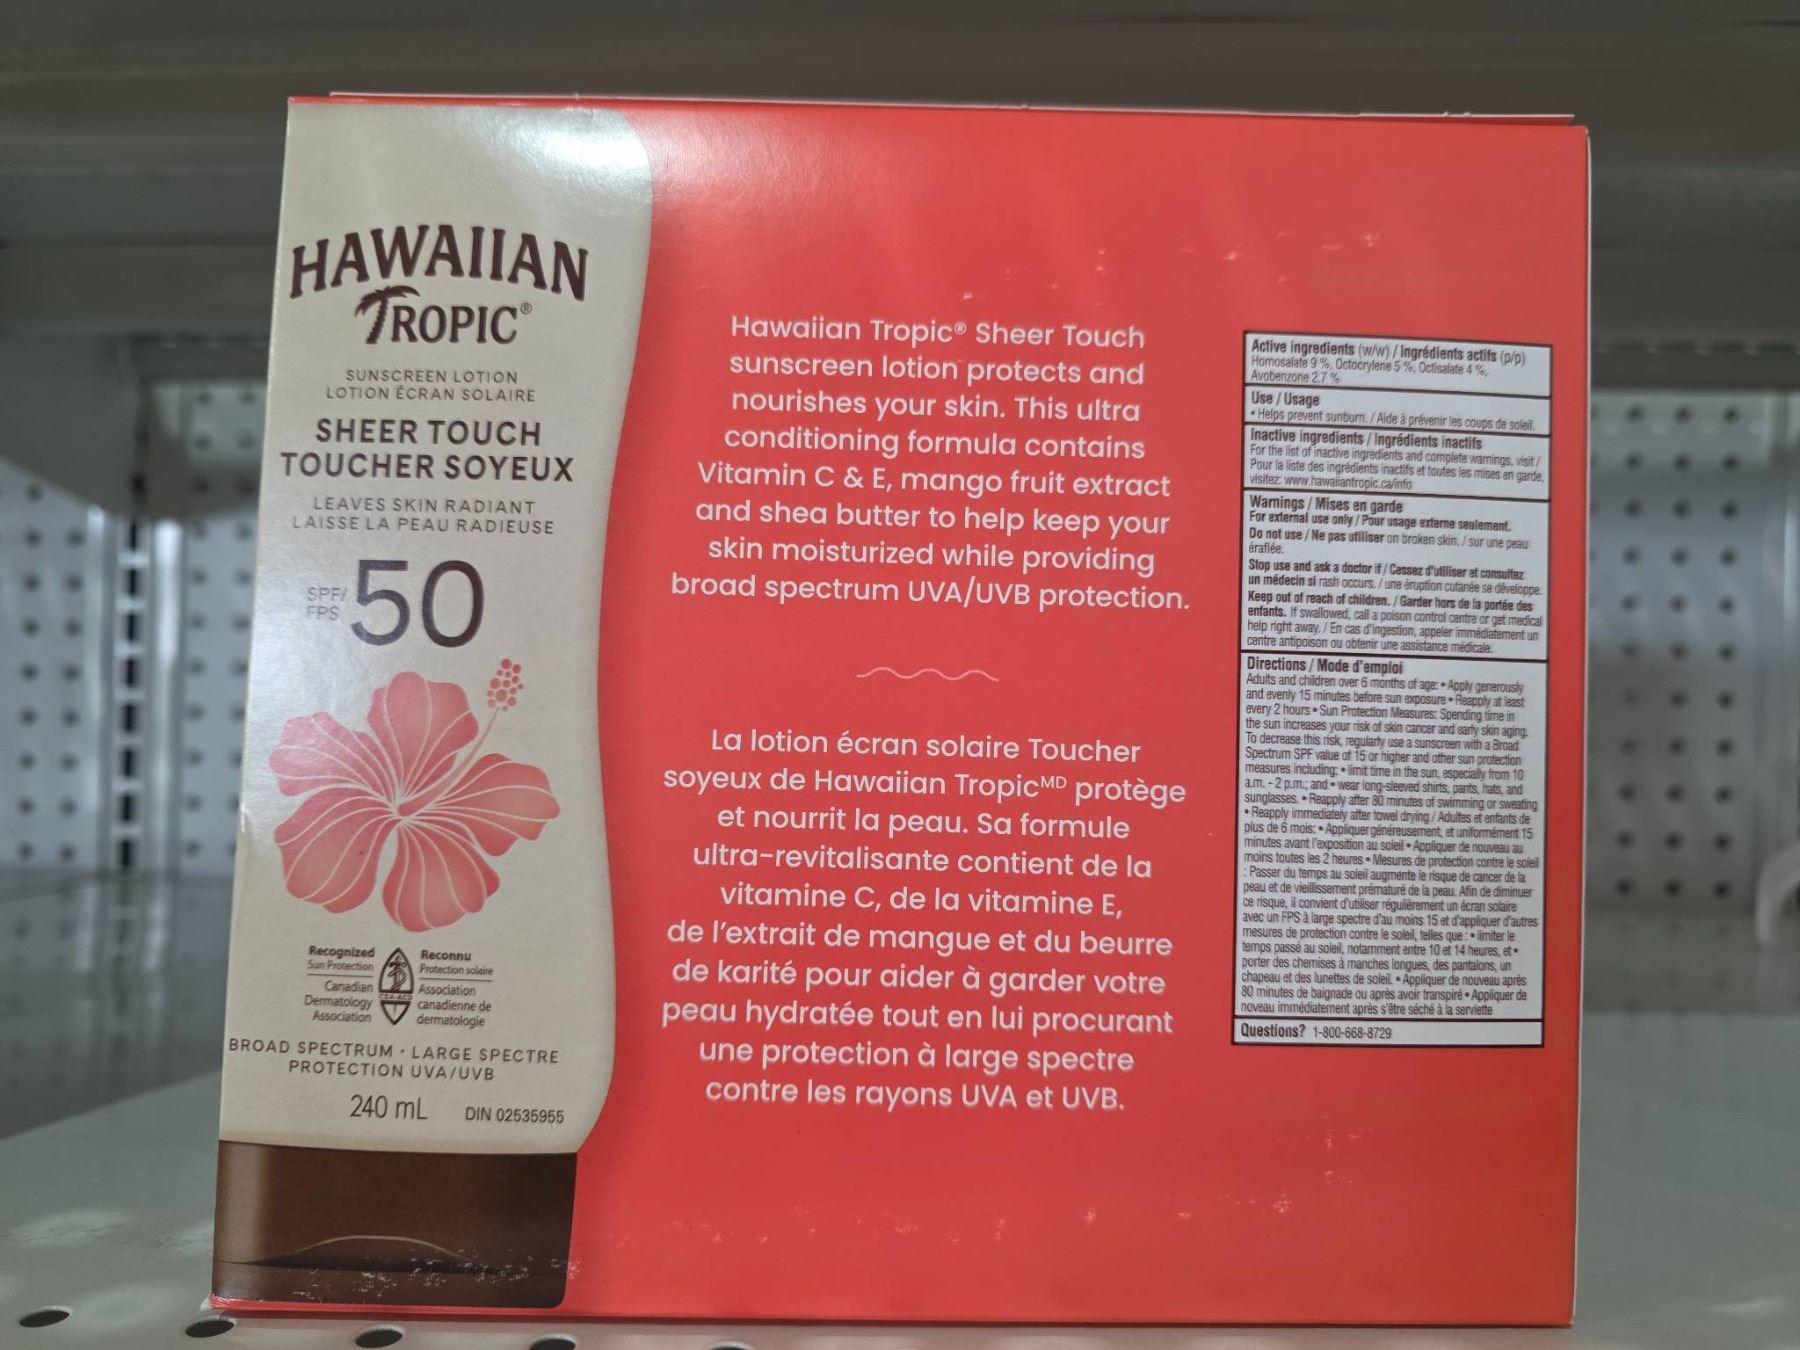 HAWAIIAN
TROPIC®
SUNSCREEN LOTION
LOTION ÉCRAN SOLAIRE
SHEER TOUCH
TOUCHER SOYEUX
LEAVES SKIN RADIANT
LAISSE LA PEAU RADIEUSE
SPF/
FPS 50
Recognized
Sun Protection
Canadian
Dermatology
Association
CDA-ACD
Reconnu
Protection solaire
Association
canadienne de
dermatologie
BROAD SPECTRUM • LARGE SPECTRE
PROTECTION UVA/UVB
240 mL DIN 02535955
Hawaiian Tropic® Sheer Touch
sunscreen lotion protects and
nourishes your skin. This ultra
conditioning formula contains
Vitamin C & E, mango fruit extract
and shea butter to help keep your
skin moisturized while providing
broad spectrum UVA/UVB protection.
La lotion écran solaire Toucher
soyeux de Hawaiian Tropicᴹᴰ protège
et nourrit la peau. Sa formule
ultra-revitalisante contient de la
vitamine C, de la vitamine E,
de l'extrait de mangue et du beurre
de karité pour aider à garder votre
peau hydratée tout en lui procurant
une protection à large spectre
contre les rayons UVA et UVB.
Active ingredients (w/w) / Ingrédients actifs (p/p)
Homosalate 9 %, Octocrylene 5 %, Octisalate 4 %,
Avobenzone 2.7 %
Use / Usage
• Helps prevent sunburn. / Aide à prévenir les coups de soleil.
Inactive ingredients / Ingrédients inactifs
For the list of inactive ingredients and complete warnings, visit /
Pour la liste des ingrédients inactifs et toutes les mises en garde,
visitez: www.hawaiiantropic.ca/info
Warnings / Mises en garde
For external use only / Pour usage externe seulement.
Do not use / Ne pas utiliser on broken skin. / sur une peau
éraflée.
Stop use and ask a doctor if / Cessez d'utiliser et consultez
un médecin si rash occurs. / une éruption cutanée se développe.
Keep out of reach of children. / Garder hors de la portée des
enfants. If swallowed, call a poison control centre or get medical
help right away. / En cas d'ingestion, appeler immédiatement un
centre antipoison ou obtenir une assistance médicale.
Directions / Mode d'emploi
Adults and children over 6 months of age: • Apply generously
and evenly 15 minutes before sun exposure • Reapply at least
every 2 hours • Sun Protection Measures: Spending time in
the sun increases your risk of skin cancer and early skin aging.
To decrease this risk, regularly use a sunscreen with a Broad
Spectrum SPF value of 15 or higher and other sun protection
measures including: • limit time in the sun, especially from 10
a.m. - 2 p.m.; and • wear long-sleeved shirts, pants, hats, and
sunglasses. • Reapply after 80 minutes of swimming or sweating
• Reapply immediately after towel drying / Adultes et enfants de
plus de 6 mois: • Appliquer généreusement, et uniformément 15
minutes avant l'exposition au soleil • Appliquer de nouveau au
moins toutes les 2 heures • Mesures de protection contre le soleil
: Passer du temps au soleil augmente le risque de cancer de la
peau et de vieillissement prématuré de la peau. Afin de diminuer
ce risque, il convient d'utiliser régulièrement un écran solaire
avec un FPS à large spectre d'au moins 15 et d'appliquer d'autres
mesures de protection contre le soleil, telles que : • limiter le
temps passé au soleil, notamment entre 10 et 14 heures, et •
porter des chemises à manches longues, des pantalons, un
chapeau et des lunettes de soleil. • Appliquer de nouveau après
80 minutes de baignade ou après avoir transpiré • Appliquer de
noveau immédiatement après s'être séché à la serviette
Questions? 1-800-668-8729